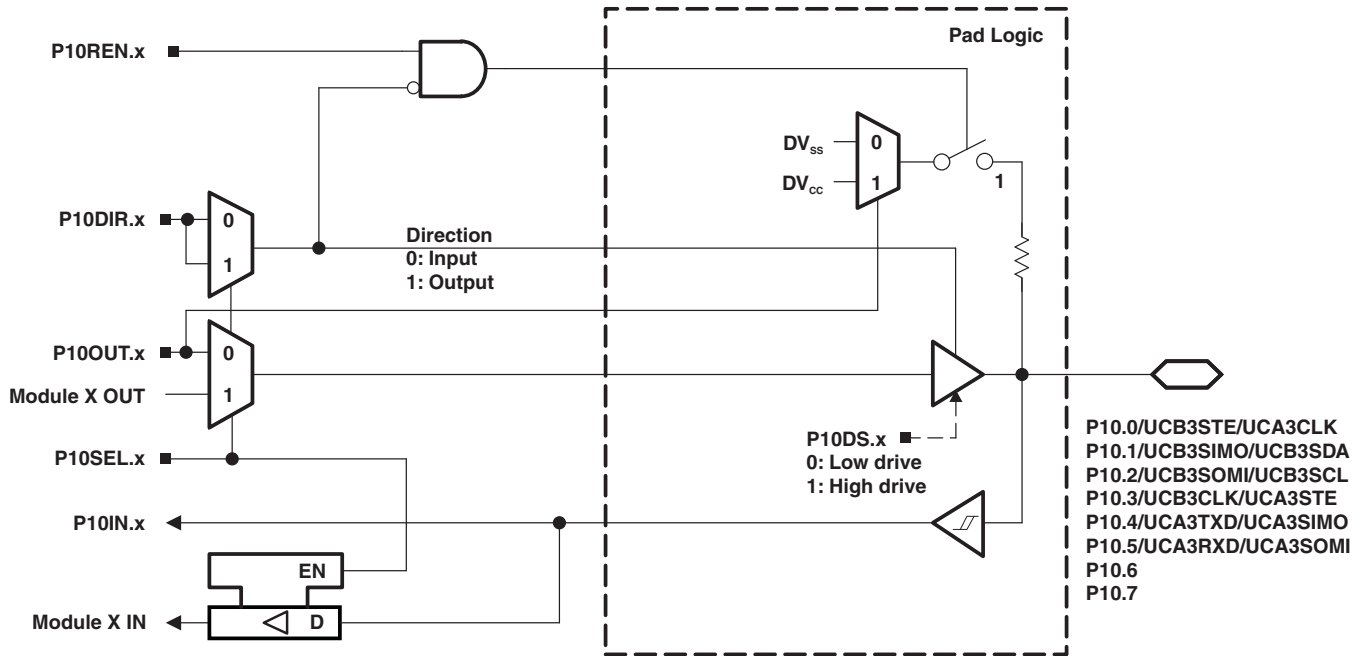 Pad Logic
P10REN.x
DVss
0
DVcc
1
1
P10DIR.x
0
1
Direction
0: Input
1: Output
P10OUT.x
0
Module X OUT
1
P10SEL.x
P10DS.x
0: Low drive
1: High drive
P10IN.x
EN
Module X IN
D
P10.0/UCB3STE/UCA3CLK
P10.1/UCB3SIMO/UCB3SDA
P10.2/UCB3SOMI/UCB3SCL
P10.3/UCB3CLK/UCA3STE
P10.4/UCA3TXD/UCA3SIMO
P10.5/UCA3RXD/UCA3SOMI
P10.6
P10.7